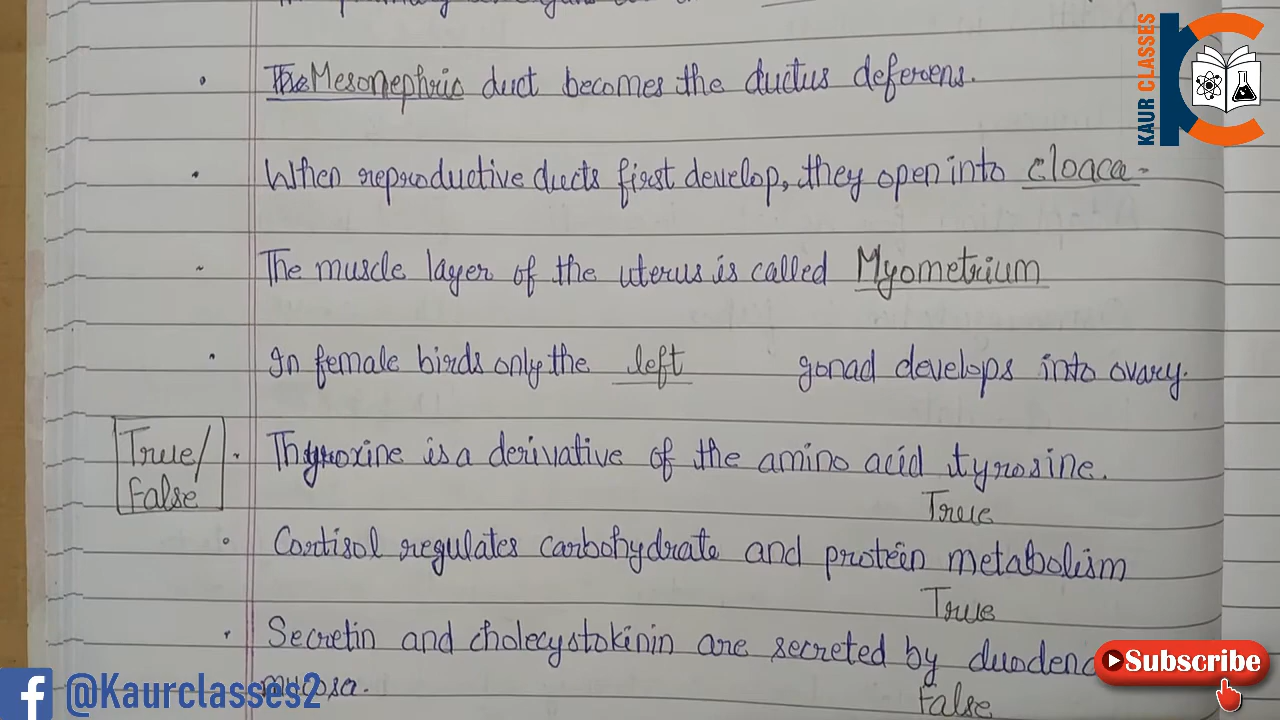 The Mesonephric duct becomes the ductus deferens.
When reproductive ducts first develop, they open into cloaca-
The muscle layer of the uterus is called Myometrium
In female birds only the left gonad develops into ovary.
True/
False
Thyroxine is a derivative of the amino acid tyrosine.
True
Cortisol regulates carbohydrate and protein metabolism
True
Secretin and cholecystokinin are secreted by duodena
mucosa.
False
KAUR CLASSES
Subscribe
f @Kaurclasses2